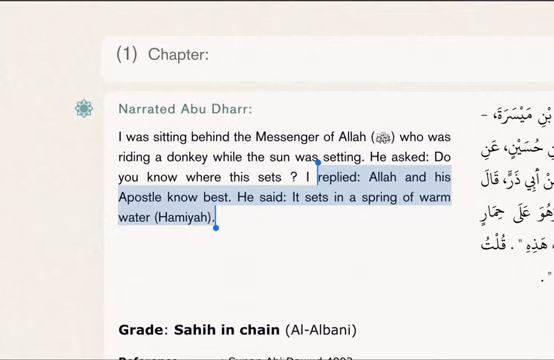 (1) Chapter:
Narrated Abu Dharr:
I was sitting behind the Messenger of Allah (ﷺ) who was
riding a donkey while the sun was setting. He asked: Do
you know where this sets ? I replied: Allah and his
Apostle know best. He said: It sets in a spring of warm
water (Hamiyah).
بْنِ مَيْسَرَةَ، -
حُسَيْنٍ، عَنِ
أَبِي ذَرٍّ، قَالَ
وَهُوَ عَلَى حِمَارٍ
هَذِهِ " . قُلْتُ
. "
Grade: Sahih in chain (Al-Albani)